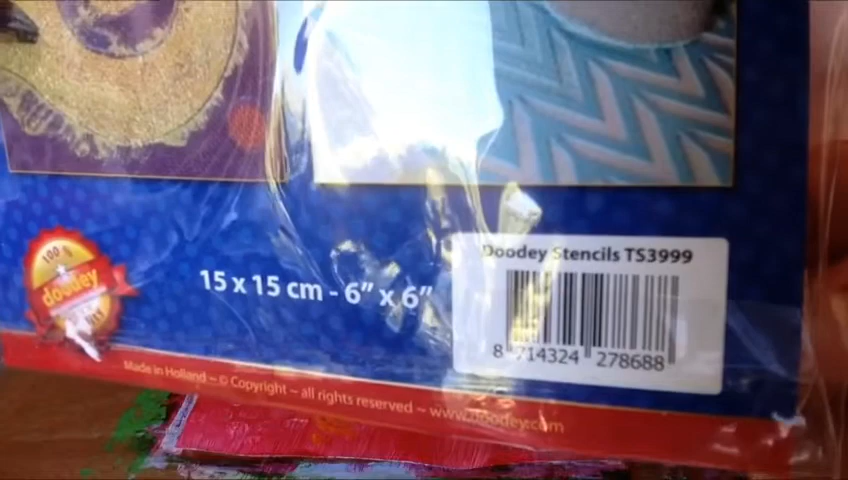 100%
doodey
15 x 15 cm - 6” x 6”
Doodey Stencils TS3999
8 714324 278688
Made in Holland ~ © Copyright ~ all rights reserved ~ www.doodey.com